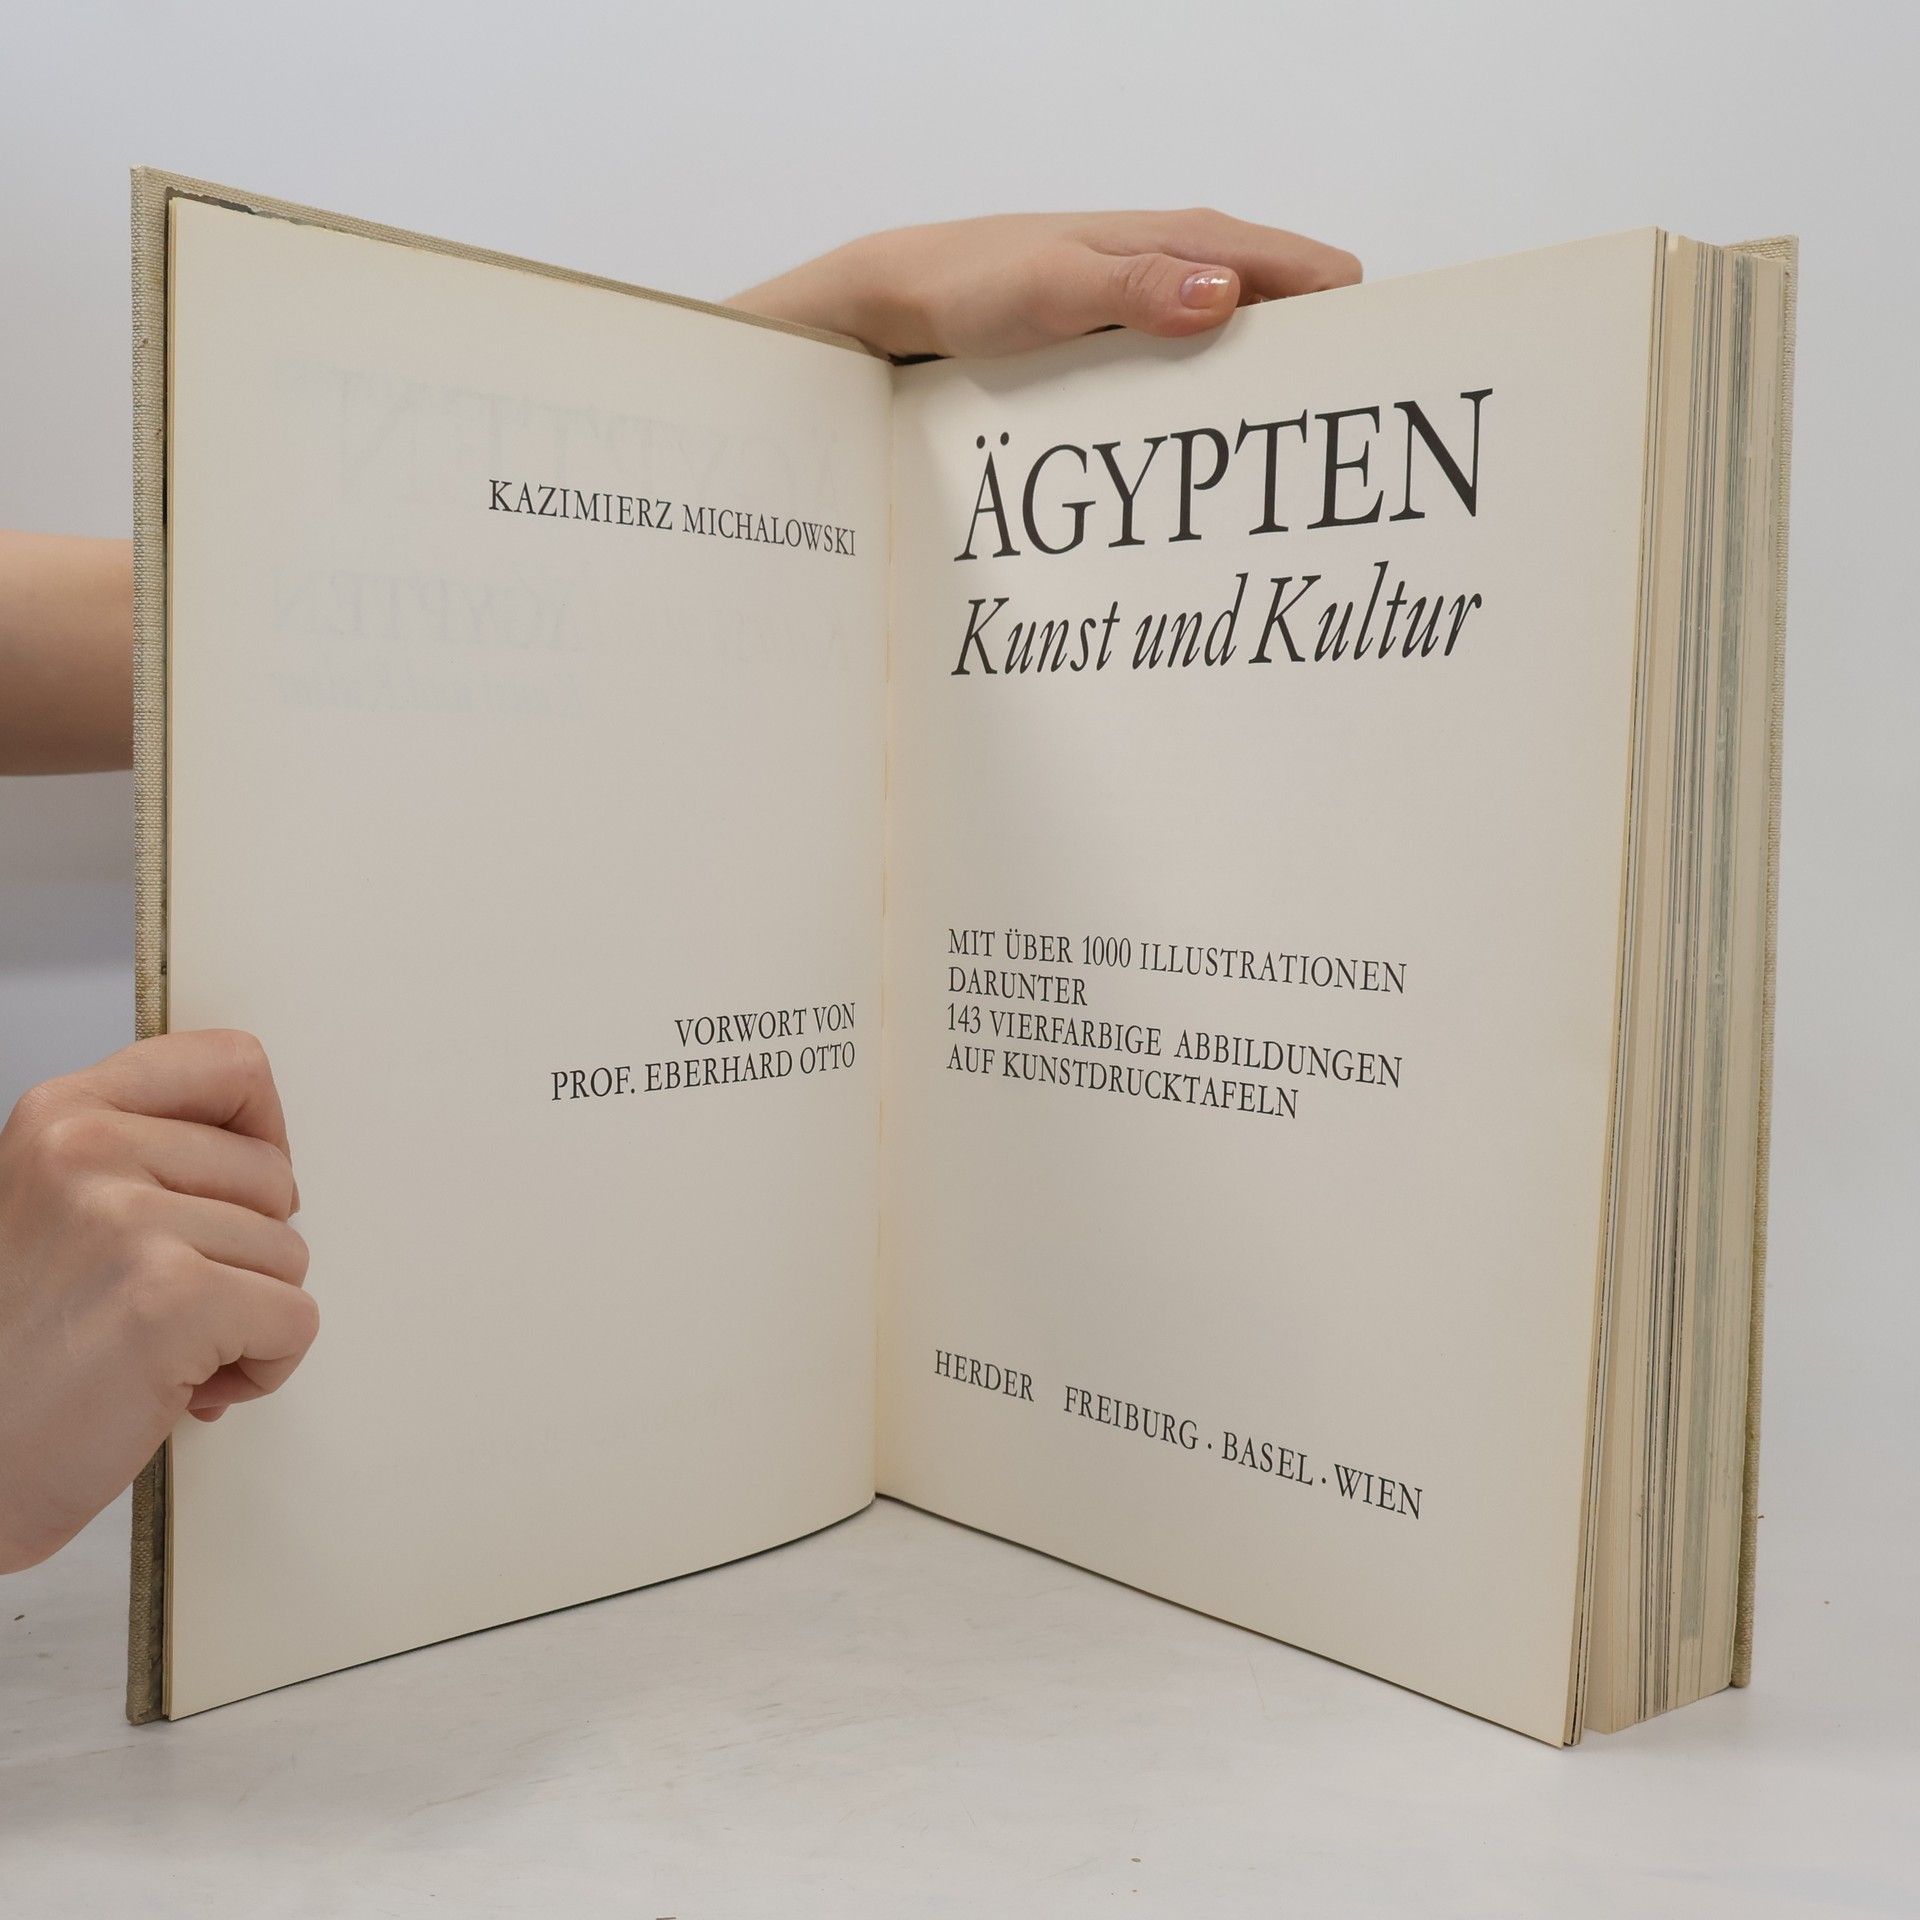 KAZIMIERZ MICHALOWSKI
VORWORT VON
PROF. EBERHARD OTTO
ÄGYPTEN
Kunst und Kultur
MIT ÜBER 1000 ILLUSTRATIONEN
DARUNTER
143 VIERFARBIGE ABBILDUNGEN
AUF KUNSTDRUCKTAFELN
HERDER FREIBURG · BASEL · WIEN